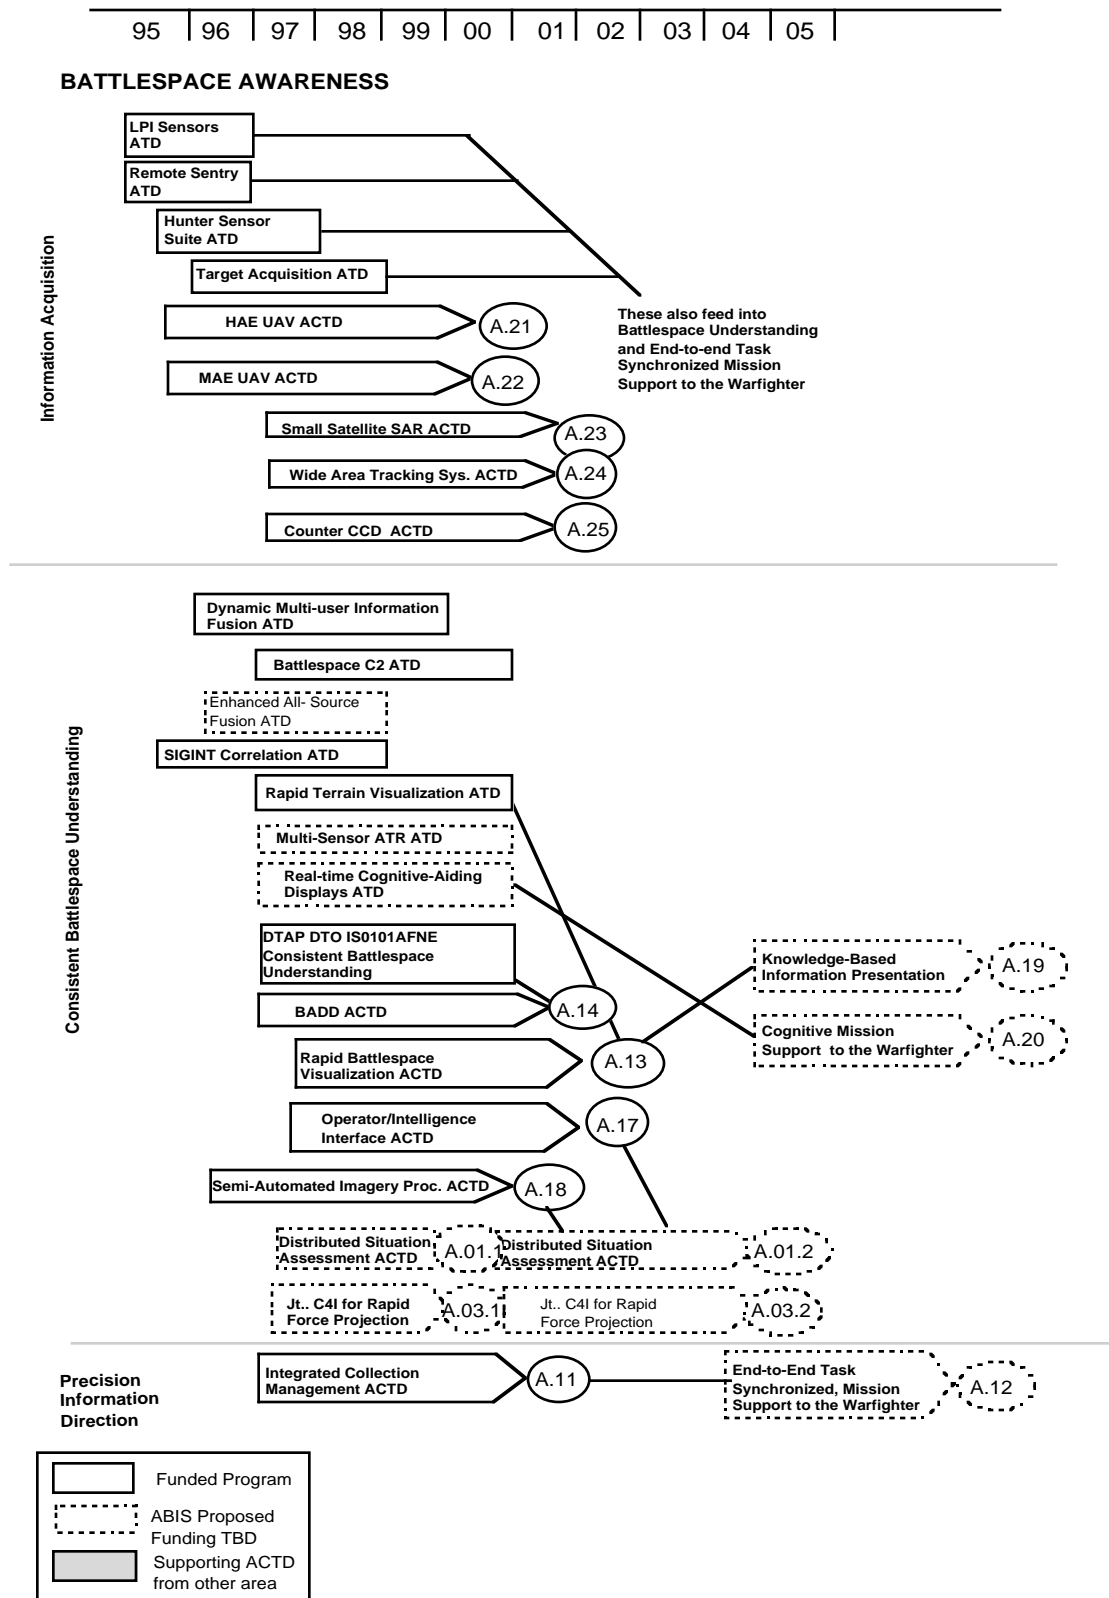 95 96 97 98 99 00 01 02 03 04 05
BATTLESPACE AWARENESS
Information Acquisition
LPI Sensors
ATD
Remote Sentry
ATD
Hunter Sensor
Suite ATD
Target Acquisition ATD
HAE UAV ACTD
A.21
These also feed into
Battlespace Understanding
and End-to-end Task
Synchronized Mission
Support to the Warfighter
MAE UAV ACTD
A.22
Small Satellite SAR ACTD
A.23
Wide Area Tracking Sys. ACTD
A.24
Counter CCD ACTD
A.25
Consistent Battlespace Understanding
Dynamic Multi-user Information
Fusion ATD
Battlespace C2 ATD
Enhanced All- Source
Fusion ATD
SIGINT Correlation ATD
Rapid Terrain Visualization ATD
Multi-Sensor ATR ATD
Real-time Cognitive-Aiding
Displays ATD
DTAP DTO IS0101AFNE
Consistent Battlespace
Understanding
Knowledge-Based
Information Presentation
A.19
BADD ACTD
A.14
Cognitive Mission
Support to the Warfighter
A.20
Rapid Battlespace
Visualization ACTD
A.13
Operator/Intelligence
Interface ACTD
A.17
Semi-Automated Imagery Proc. ACTD
A.18
Distributed Situation
Assessment ACTD
A.01.1
Distributed Situation
Assessment ACTD
A.01.2
Jt.. C4I for Rapid
Force Projection
A.03.1
Jt.. C4I for Rapid
Force Projection
A.03.2
Precision
Information
Direction
Integrated Collection
Management ACTD
A.11
End-to-End Task
Synchronized, Mission
Support to the Warfighter
A.12
Funded Program
ABIS Proposed
Funding TBD
Supporting ACTD
from other area